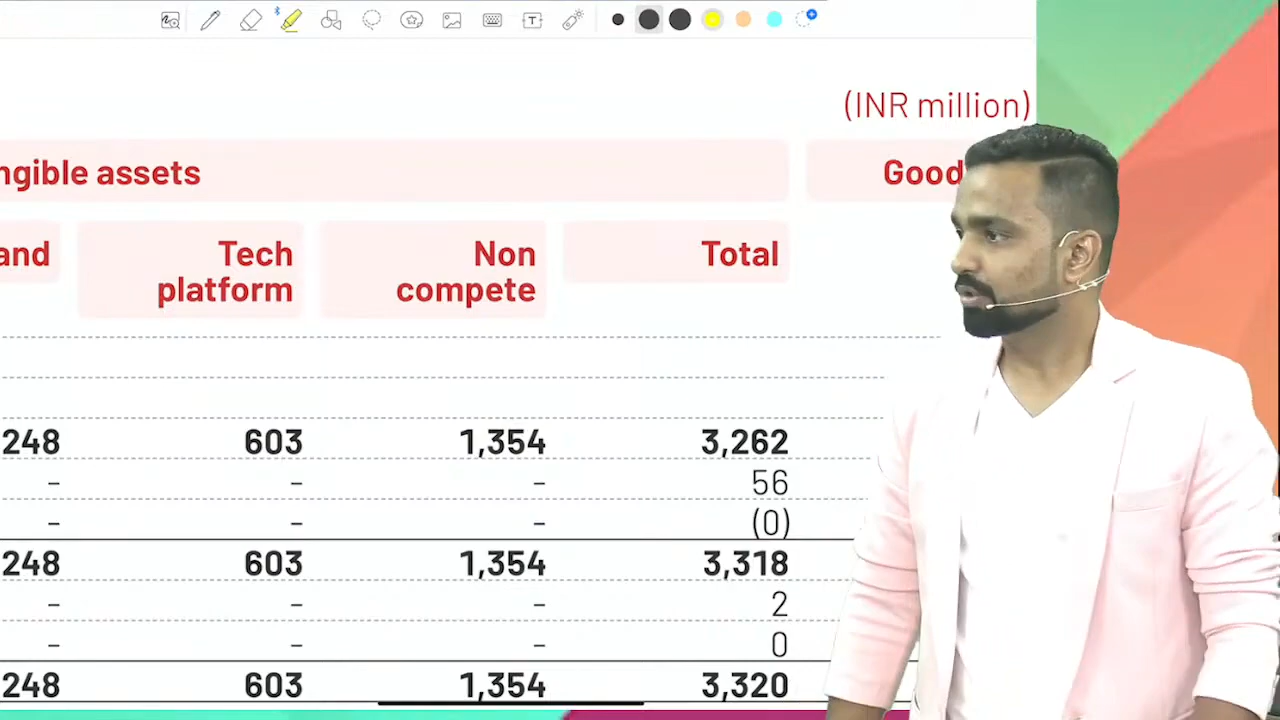 (INR million)
ngible assets Good
and Tech platform Non compete Total
248 603 1,354 3,262
– – – 56
– – – (0)
248 603 1,354 3,318
– – – 2
– – – 0
248 603 1,354 3,320